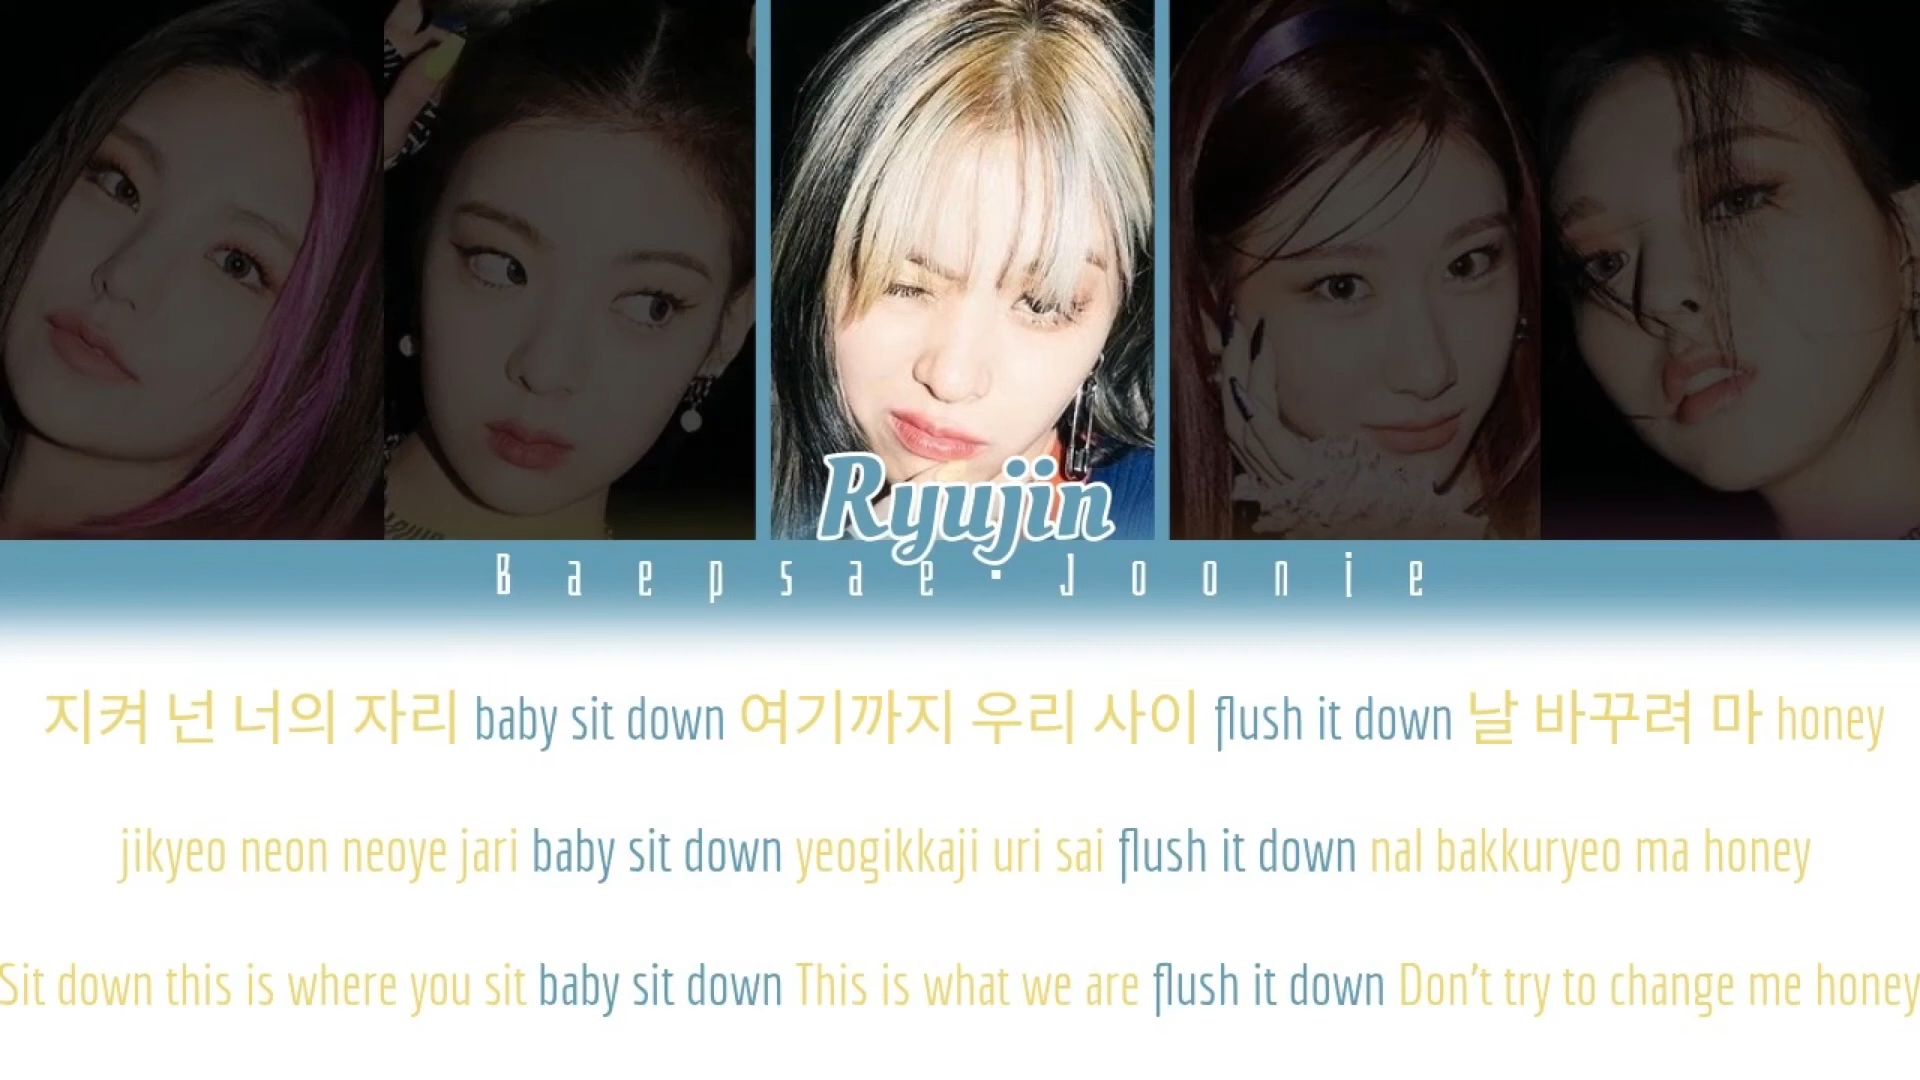 Ryujin
Baepsae·Joonie
지켜 넌 너의 자리 baby sit down 여기까지 우리 사이 flush it down 날 바꾸려 마 honey
jikyeo neon neoye jari baby sit down yeogikkaji uri sai flush it down nal bakkuryeo ma honey
Sit down this is where you sit baby sit down This is what we are flush it down Don't try to change me honey